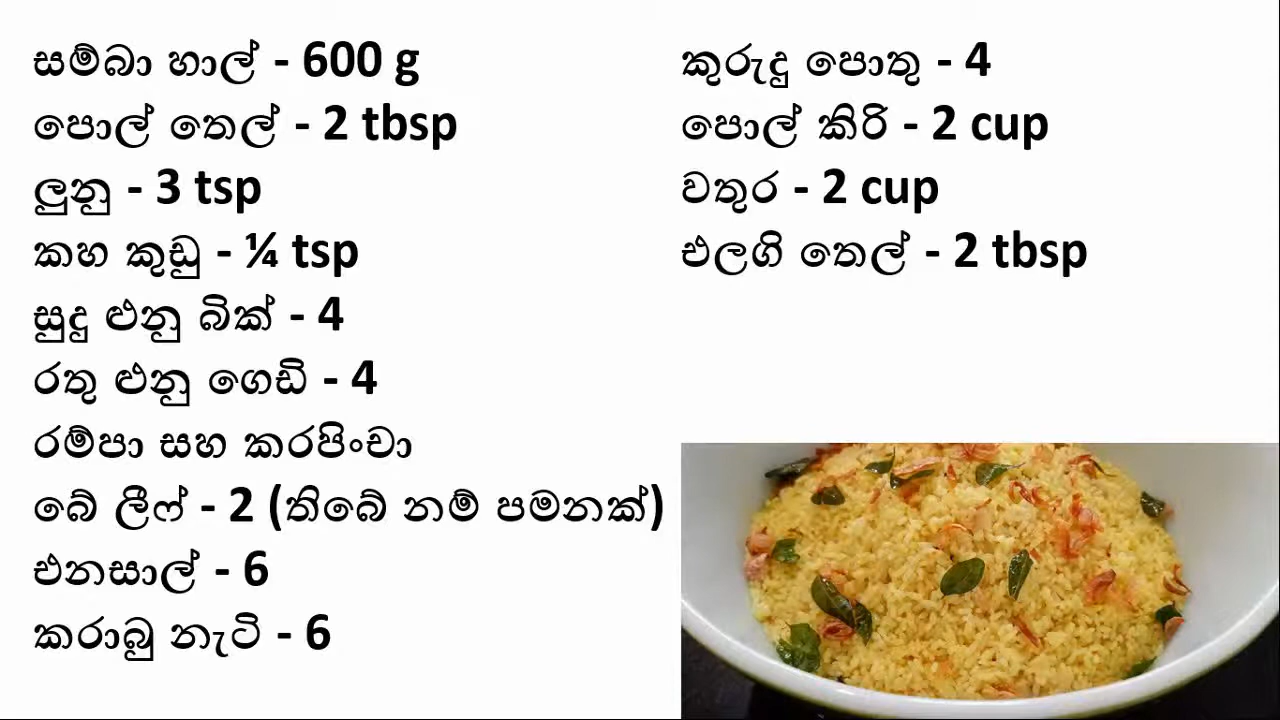 සම්බා හාල් - 600 g
පොල් තෙල් - 2 tbsp
ලුනු - 3 tsp
කහ කුඩු - ¼ tsp
සුදු ළුනු බික් - 4
රතු ළුනු ගෙඩි - 4
රම්පා සහ කරපිංචා
බේ ලීෆ් - 2 (තිබේ නම් පමනක්)
එනසාල් - 6
කරාබු නැටි - 6
කුරුදු පොතු - 4
පොල් කිරි - 2 cup
වතුර - 2 cup
එලගි තෙල් - 2 tbsp